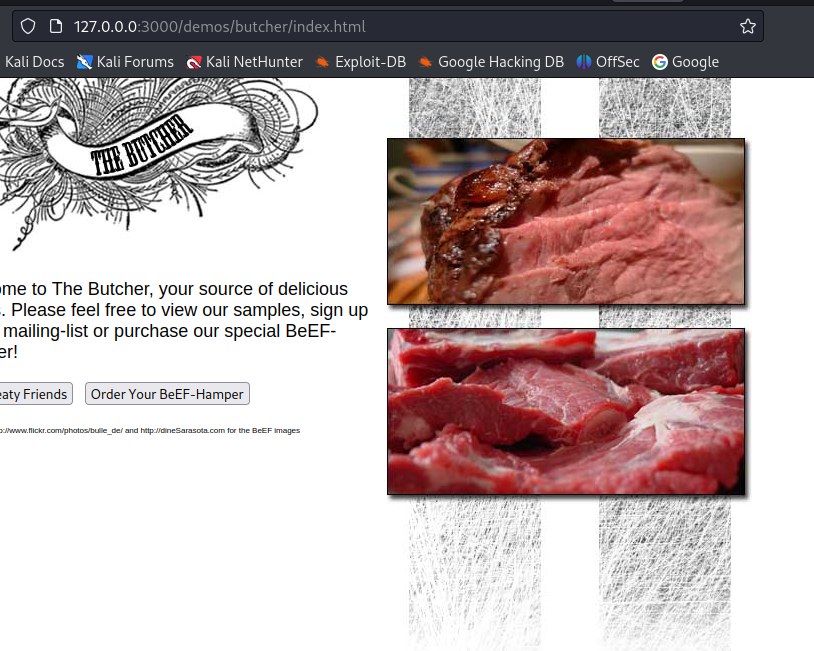 127.0.0.0:3000/demos/butcher/index.html
Kali Docs Kali Forums Kali NetHunter Exploit-DB Google Hacking DB OffSec Google
THE BUTCHER
ome to The Butcher, your source of delicious
s. Please feel free to view our samples, sign up
mailing-list or purchase our special BeEF-
er!
eaty Friends Order Your BeEF-Hamper
p://www.flickr.com/photos/bulle_de/ and http://dineSarasota.com for the BeEF images